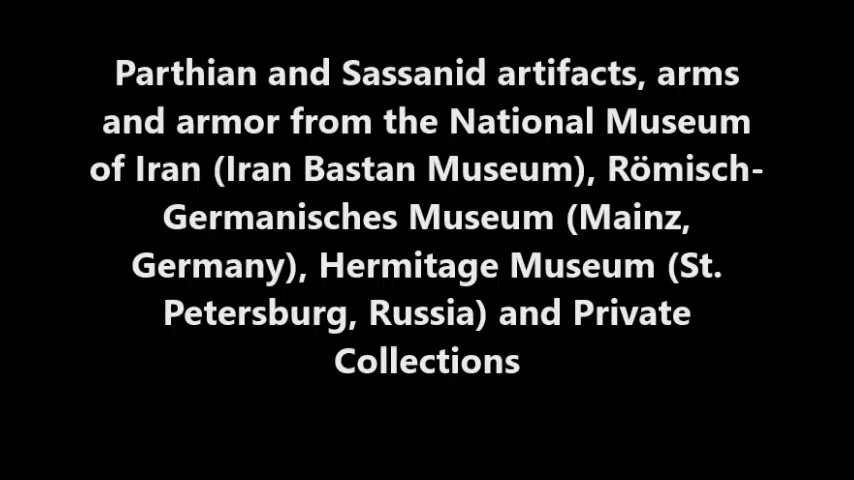 Parthian and Sassanid artifacts, arms
and armor from the National Museum
of Iran (Iran Bastan Museum), Römisch-
Germanisches Museum (Mainz,
Germany), Hermitage Museum (St.
Petersburg, Russia) and Private
Collections